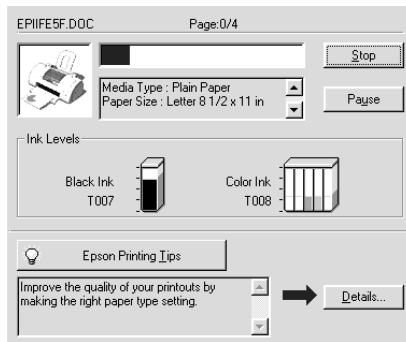 EPIIFE5F.DOC Page:0/4
Stop
Media Type : Plain Paper
Paper Size : Letter 8 1/2 x 11 in
Pause
Ink Levels
Black Ink
T007
Color Ink
T008
Epson Printing Tips
Improve the quality of your printouts by
making the right paper type setting.
Details...